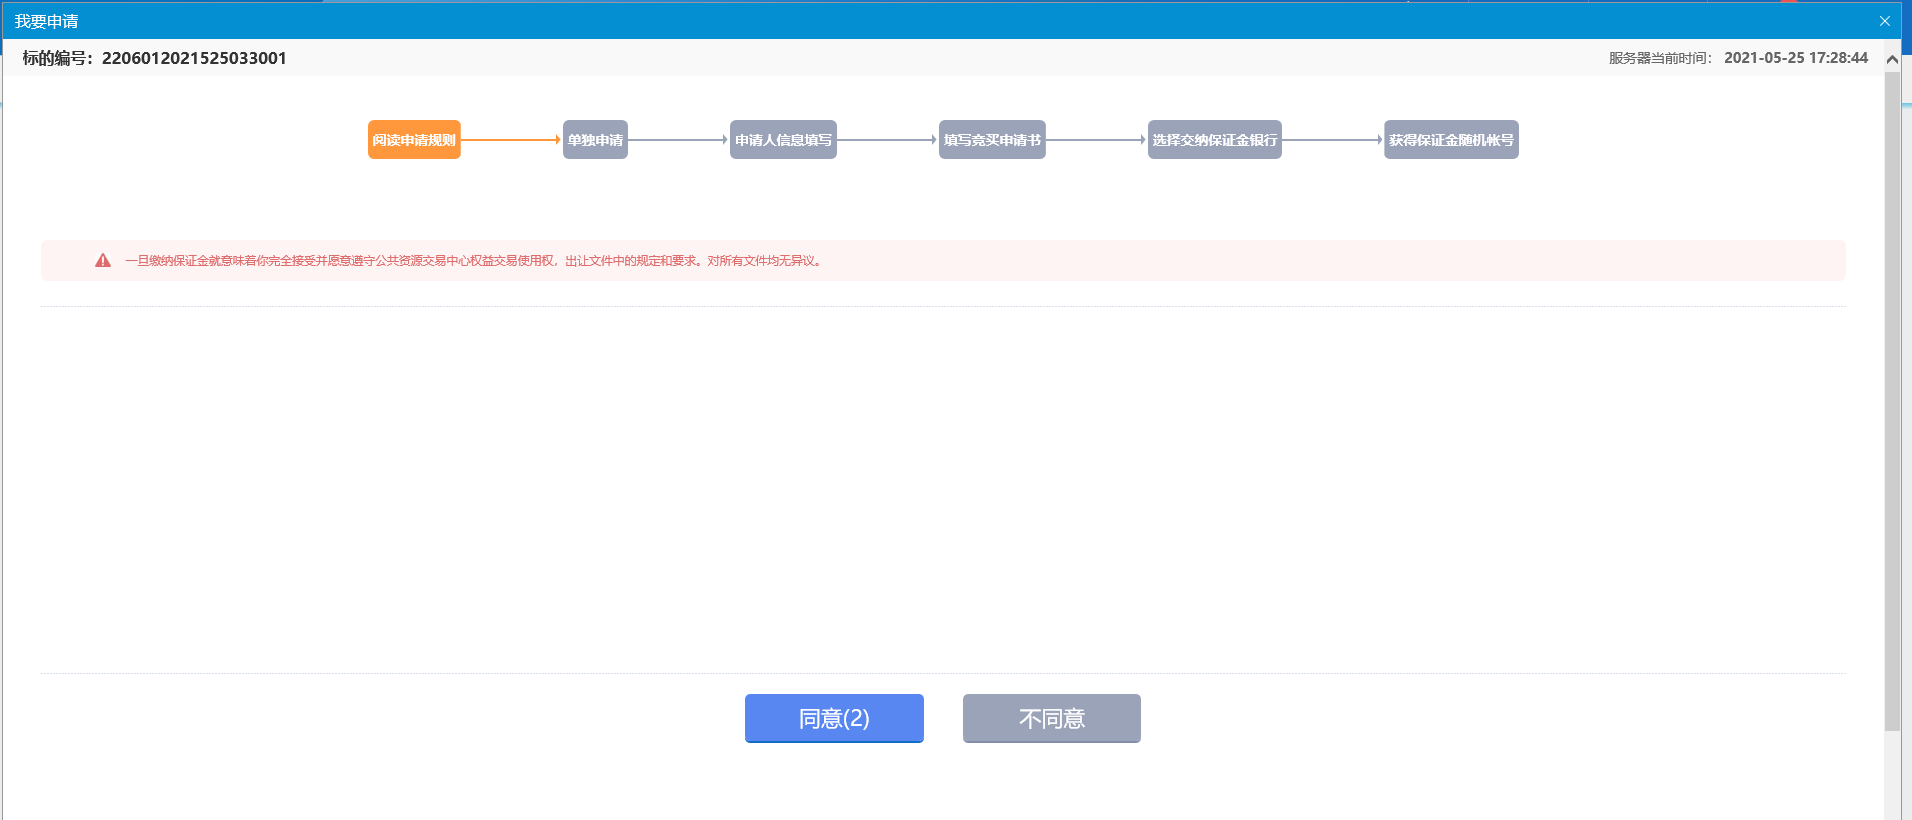 我要申请
标的编号：2206012021525033001
服务器当前时间： 2021-05-25 17:28:44
阅读申请规则
单独申请
申请人信息填写
填写竞买申请书
选择交纳保证金银行
获得保证金随机帐号
一旦缴纳保证金就意味着你完全接受并愿意遵守公共资源交易中心权益交易使用权，出让文件中的规定和要求。对所有文件均无异议。
同意(2)
不同意